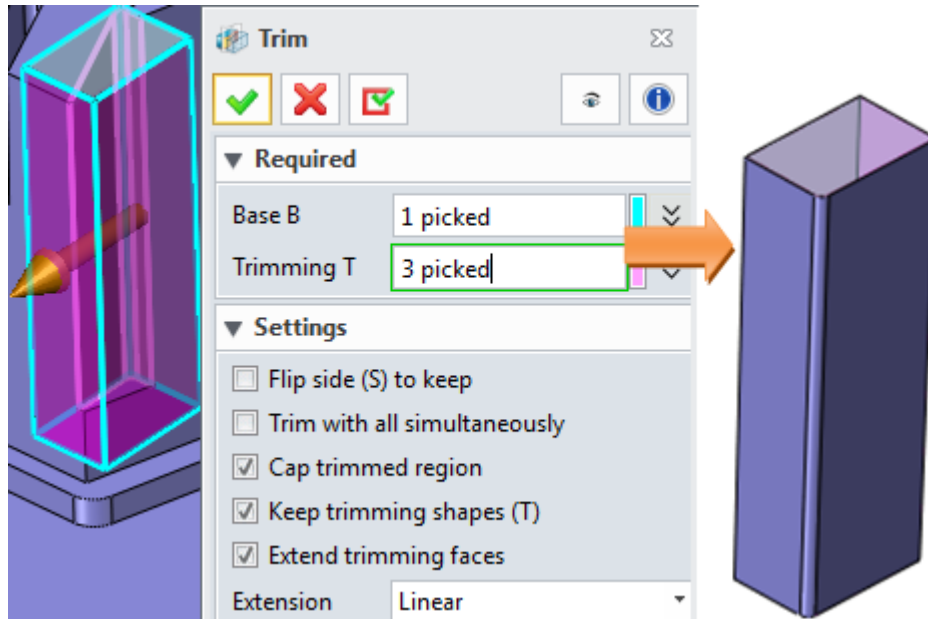 Trim
Required
Base B 1 picked
Trimming T 3 picked
Settings
Flip side (S) to keep
Trim with all simultaneously
Cap trimmed region
Keep trimming shapes (T)
Extend trimming faces
Extension Linear